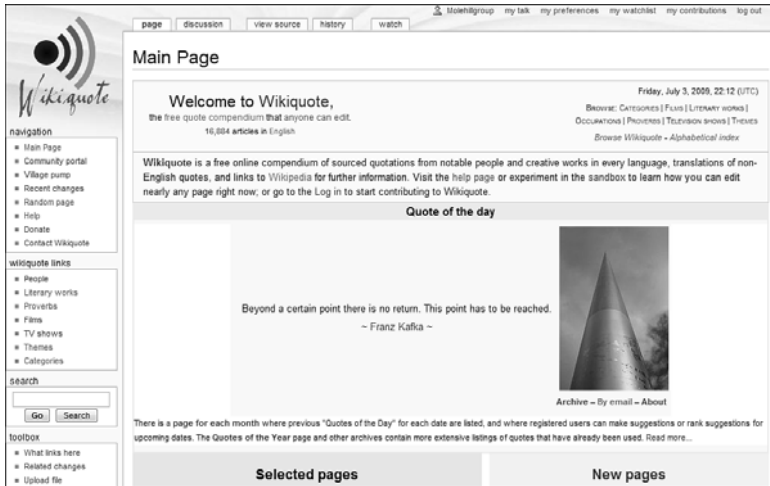 Molehillgroup my talk my preferences my watchlist my contributions log out
page discussion view source history watch
Wikiquote
navigation
Main Page
Community portal
Village pump
Recent changes
Random page
Help
Donate
Contact Wikiquote
wikiquote links
People
Literary works
Proverbs
Films
TV shows
Themes
Categories
search
Go Search
toolbox
What links here
Related changes
Upload file
Main Page
Welcome to Wikiquote,
the free quote compendium that anyone can edit.
16,884 articles in English
Friday, July 3, 2009, 22:12 (UTC)
Browse: Categories | Films | Literary works |
Occupations | Proverbs | Television shows | Themes
Browse Wikiquote – Alphabetical index
Wikiquote is a free online compendium of sourced quotations from notable people and creative works in every language, translations of non-
English quotes, and links to Wikipedia for further information. Visit the help page or experiment in the sandbox to learn how you can edit
nearly any page right now; or go to the Log in to start contributing to Wikiquote.
Quote of the day
Beyond a certain point there is no return. This point has to be reached.
~ Franz Kafka ~
Archive – By email – About
There is a page for each month where previous "Quotes of the Day" for each date are listed, and where registered users can make suggestions or rank suggestions for
upcoming dates. The Quotes of the Year page and other archives contain more extensive listings of quotes that have already been used. Read more...
Selected pages
New pages